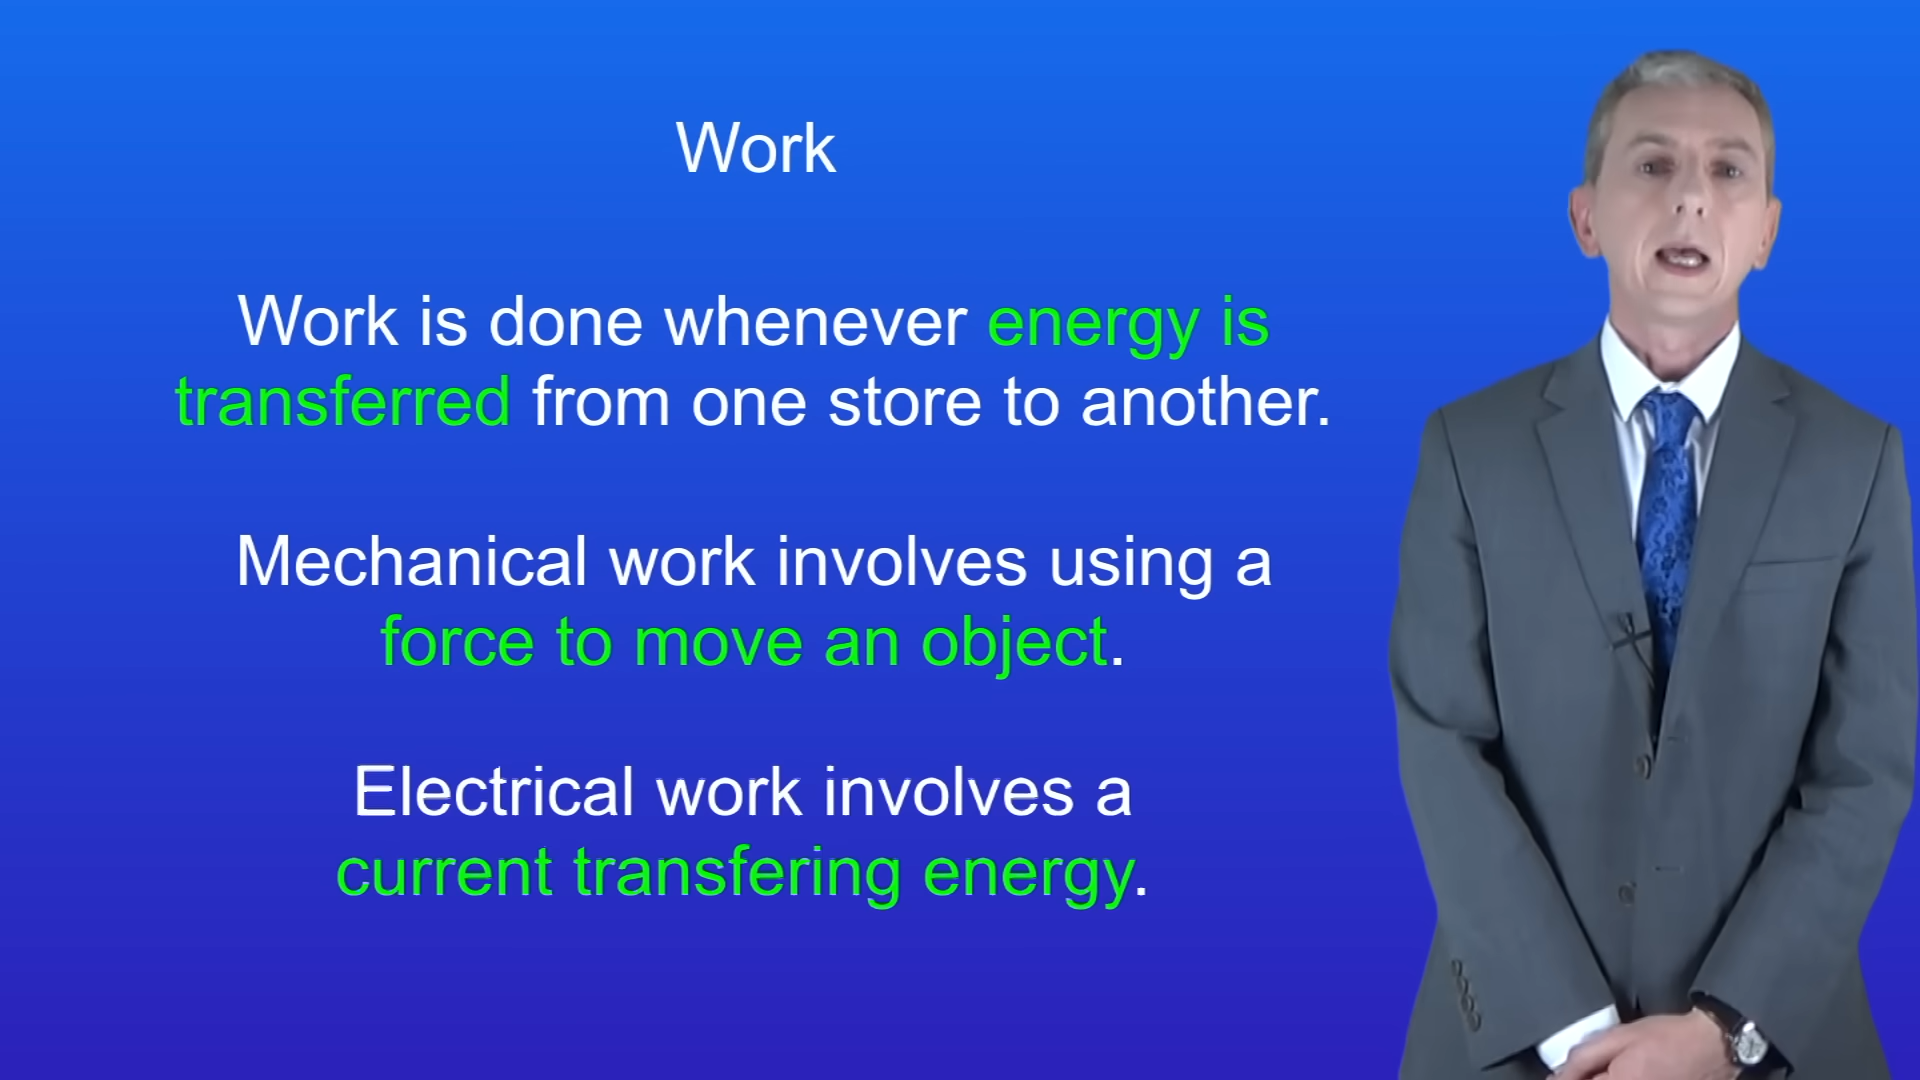 Work
Work is done whenever energy is
transferred from one store to another.
Mechanical work involves using a
force to move an object.
Electrical work involves a
current transfering energy.